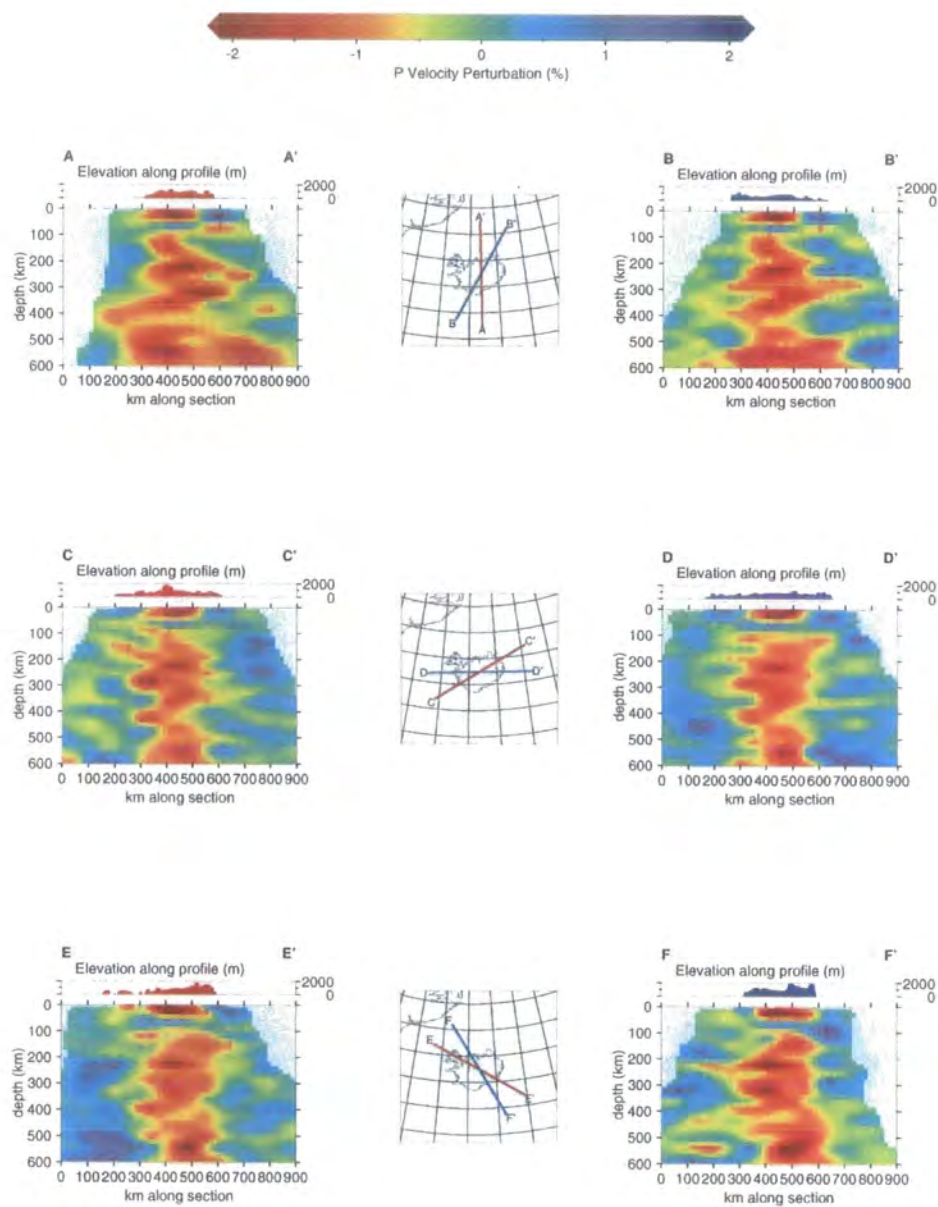 -2 -1 0 1 2
P Velocity Perturbation (%)
A A'
Elevation along profile (m)
2000
0
0
100
200
300
400
500
600
depth (km)
0 100 200 300 400 500 600 700 800 900
km along section
A'
B'
B
A
B B'
Elevation along profile (m)
2000
0
0
100
200
300
400
500
600
depth (km)
0 100 200 300 400 500 600 700 800 900
km along section
C C'
Elevation along profile (m)
2000
0
0
100
200
300
400
500
600
depth (km)
0 100 200 300 400 500 600 700 800 900
km along section
C'
D D'
C
D D'
Elevation along profile (m)
2000
0
0
100
200
300
400
500
600
depth (km)
0 100 200 300 400 500 600 700 800 900
km along section
E E'
Elevation along profile (m)
2000
0
0
100
200
300
400
500
600
depth (km)
0 100 200 300 400 500 600 700 800 900
km along section
F
E
E'
F'
F F'
Elevation along profile (m)
2000
0
0
100
200
300
400
500
600
depth (km)
0 100 200 300 400 500 600 700 800 900
km along section